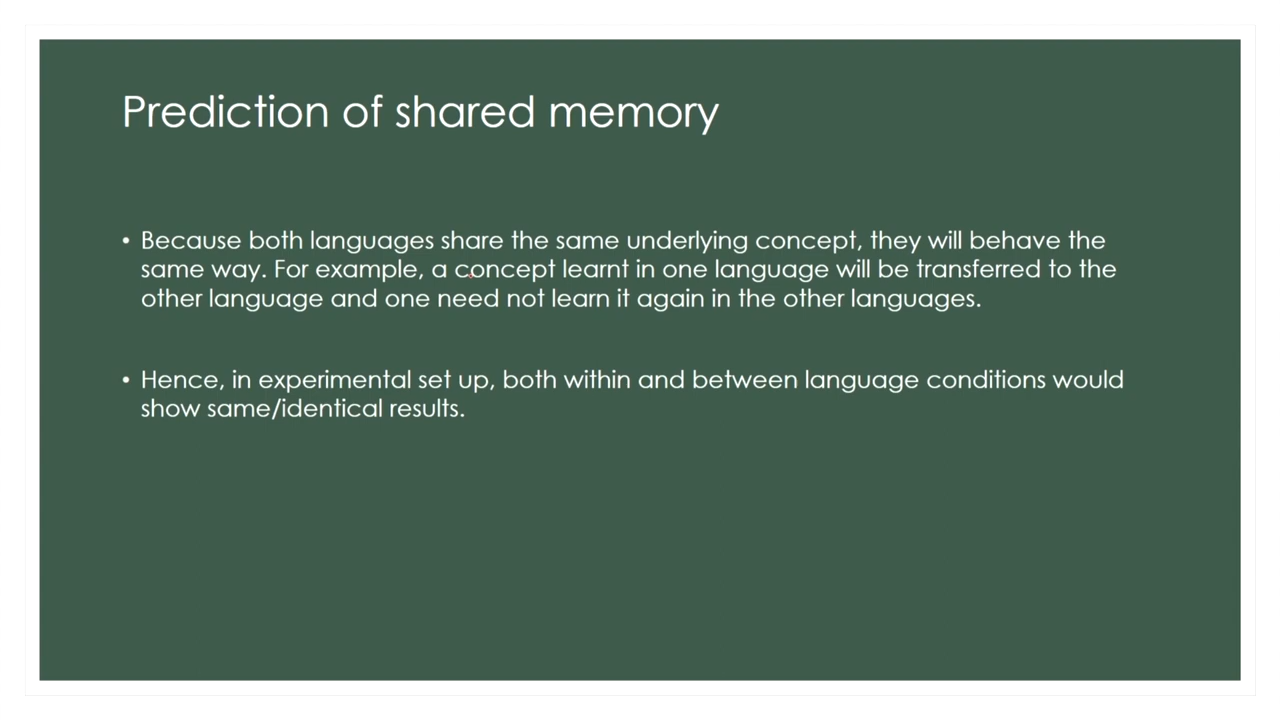 Prediction of shared memory
• Because both languages share the same underlying concept, they will behave the
same way. For example, a concept learnt in one language will be transferred to the
other language and one need not learn it again in the other languages.
• Hence, in experimental set up, both within and between language conditions would
show same/identical results.